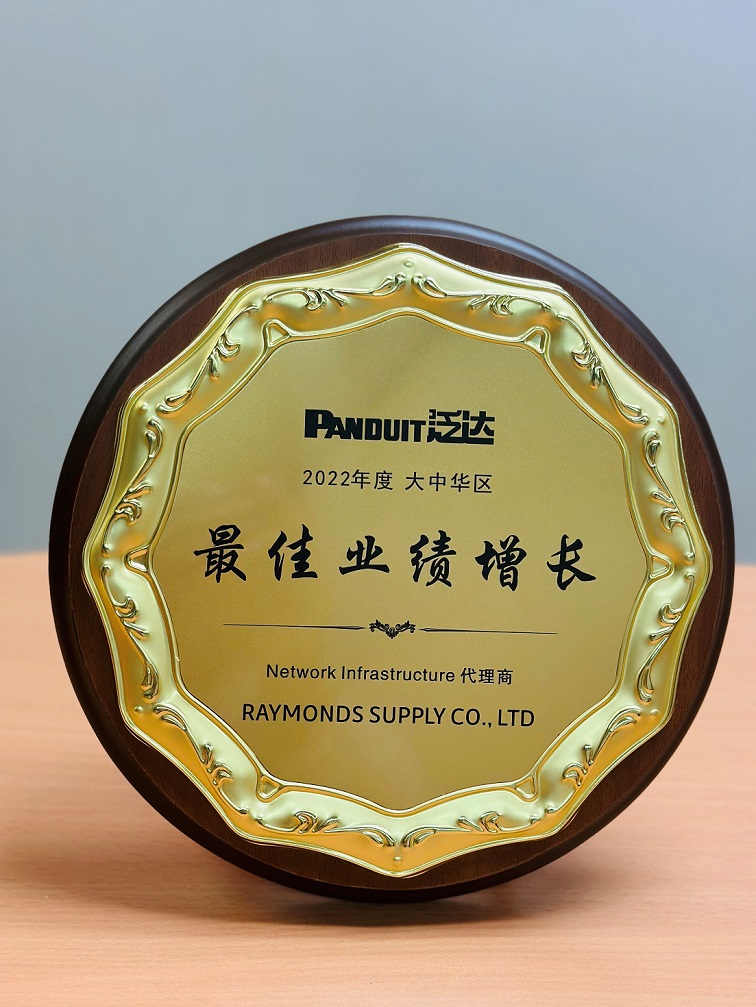 PANDUIT泛达
2022年度 大中华区
最佳业绩增长
Network Infrastructure 代理商
RAYMONDS SUPPLY CO., LTD